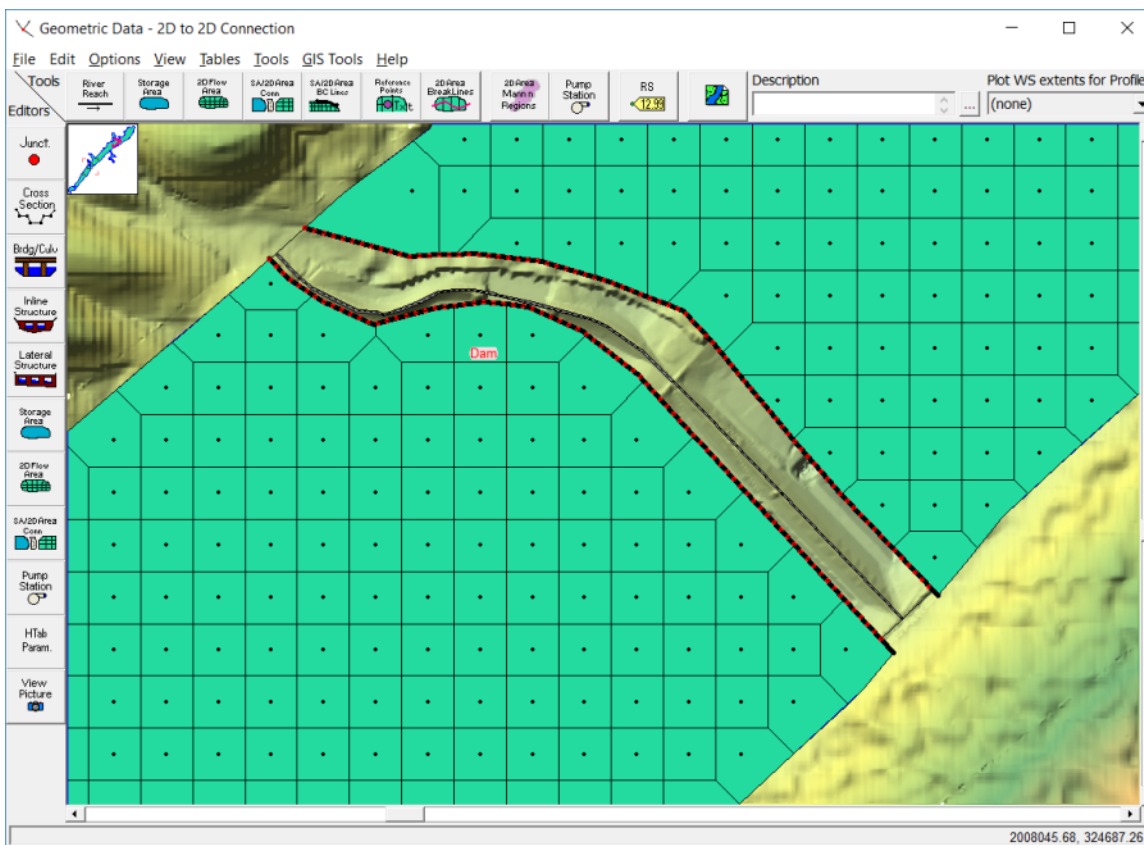 Geometric Data - 2D to 2D Connection
File Edit Options View Tables Tools GIS Tools Help
Tools
Editors
River
Reach
Storage
Area
2D Flow
Area
SA/2D Area
Conn
SA/2D Area
BC Lines
Reference
Points
2D Area
BreakLines
2D Area
Mann n
Regions
Pump
Station
RS
12.99
Description
...
Plot WS extents for Profile
(none)
Junct.
Cross
Section
Brdg/Culv
Inline
Structure
Lateral
Structure
Storage
Area
2D Flow
Area
SA/2D Area
Conn
Pump
Station
HTab
Param.
View
Picture
Dam
2008045.68, 324687.26